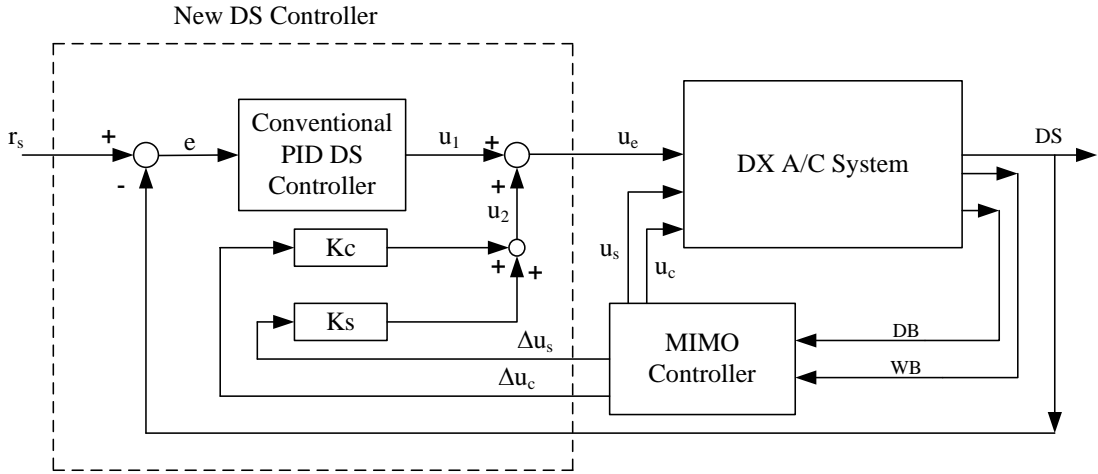 New DS Controller
r_s
+
-
e
Conventional
PID DS
Controller
u_1
+
+
u_2
u_e
DX A/C System
DS
Kc
+
+
u_s
u_c
Ks
Δu_s
Δu_c
MIMO
Controller
DB
WB